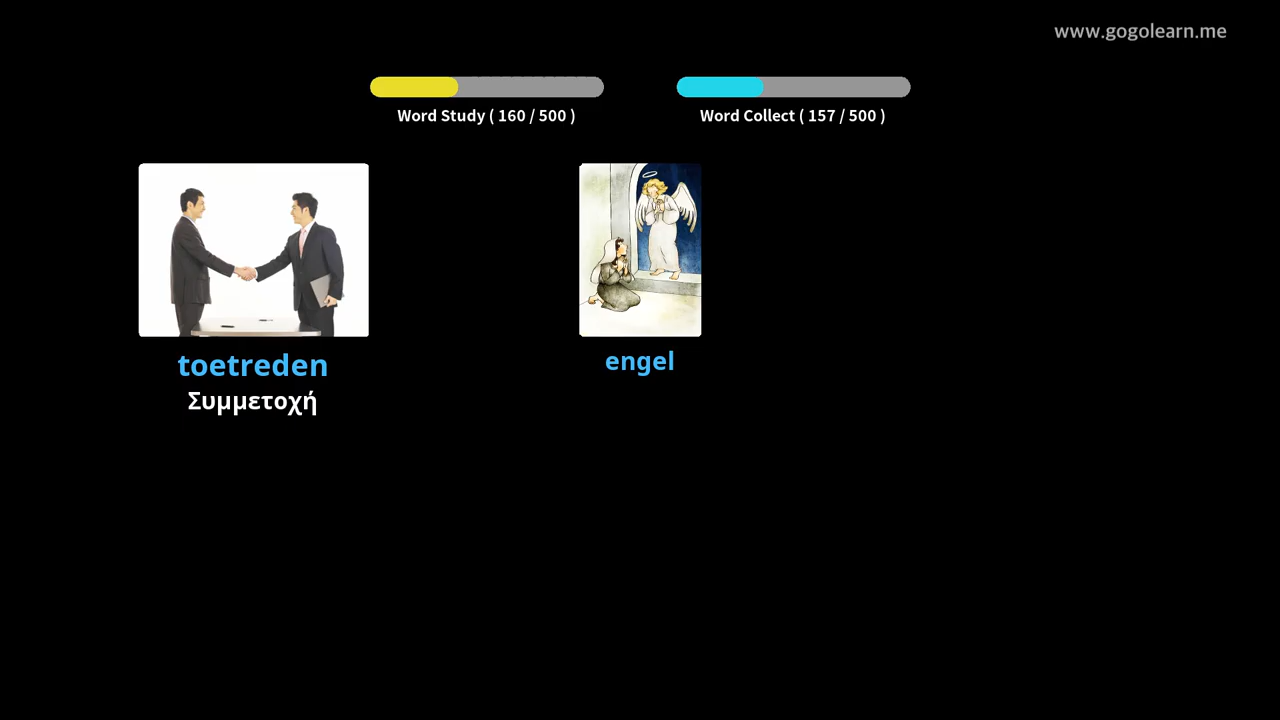 www.gogolearn.me
Word Study ( 160 / 500 )
Word Collect ( 157 / 500 )
toetreden
Συμμετοχή
engel